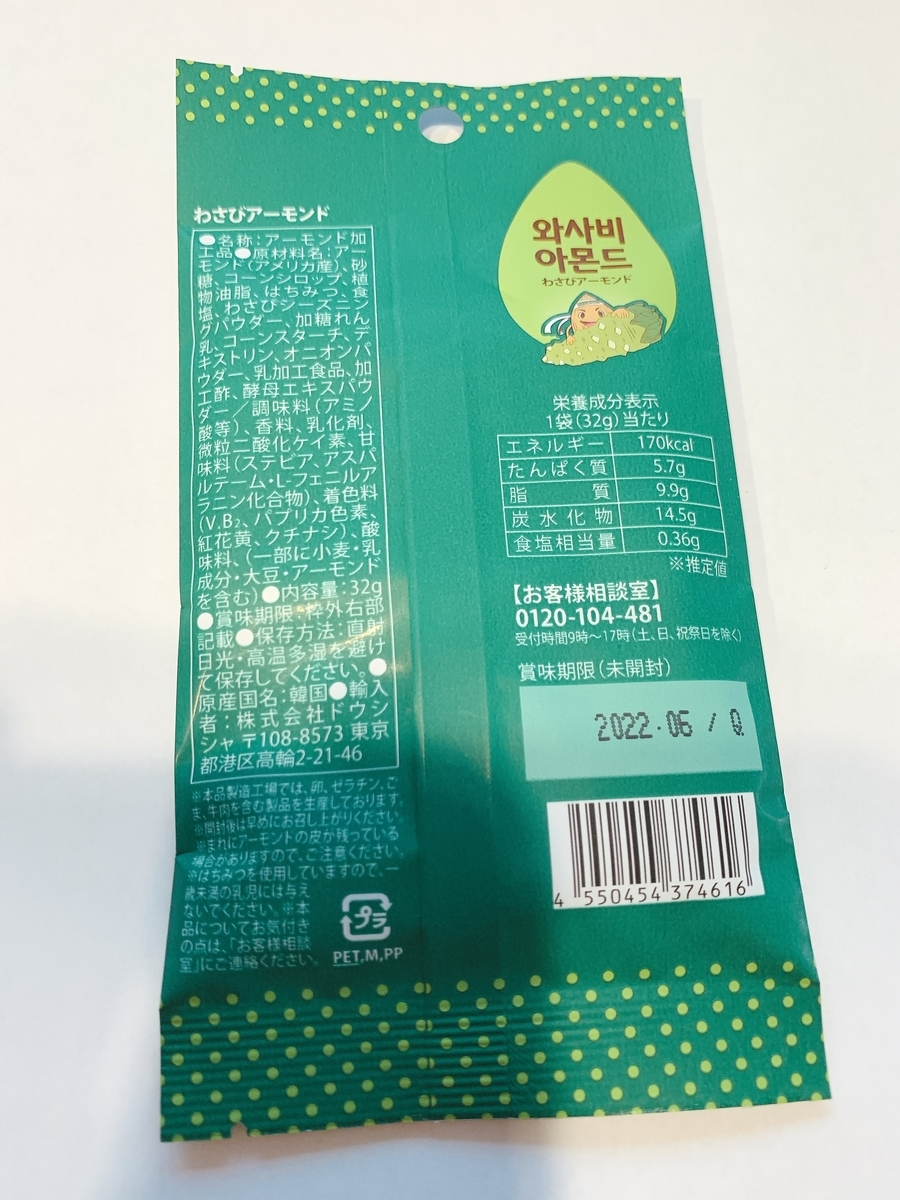 わさびアーモンド
●名称：アーモンド加
工品●原材料名：アー
モンド（アメリカ産）、砂
糖、コーンシロップ、植
物油脂、はちみつ、食
塩、わさびシーズニン
グパウダー、加糖れん
乳、コーンスターチ、デ
キストリン、オニオンパ
ウダー、乳加工食品、加
工酢、酵母エキスパウ
ダー／調味料（アミノ
酸等）、香料、乳化剤、
微粒二酸化ケイ素、甘
味料（ステビア、アスパ
ルテーム・L-フェニルア
ラニン化合物）、着色料
（V.B₂、パプリカ色素、
紅花黄、クチナシ）、酸
味料、（一部に小麦・乳
成分・大豆・アーモンド
を含む）●内容量：32g
●賞味期限：枠外右部
記載●保存方法：直射
日光・高温多湿を避け
て保存してください。●
原産国名：韓国●輸入
者：株式会社ドウシ
シャ 〒108-8573 東京
都港区高輪2-21-46
※本品製造工場では、卵、ゼラチン、ご
ま、牛肉を含む製品を生産しております。
※開封後は早めにお召し上がりください。
※まれにアーモンドの皮が残っている
場合がありますので、ご注意ください。
※はちみつを使用していますので、一
歳未満の乳児には与え
ないでください。※本
品についてお気付き
の点は、「お客様相談
室」にご連絡ください。
プラ
PET,M,PP
와사비
아몬드
わさびアーモンド
栄養成分表示
1袋（32g）当たり
エネルギー 170kcal
たんぱく質 5.7g
脂質 9.9g
炭水化物 14.5g
食塩相当量 0.36g
※推定値
【お客様相談室】
0120-104-481
受付時間9時～17時（土、日、祝祭日を除く）
賞味期限（未開封）
2022.06 / Q
4 550454 374616